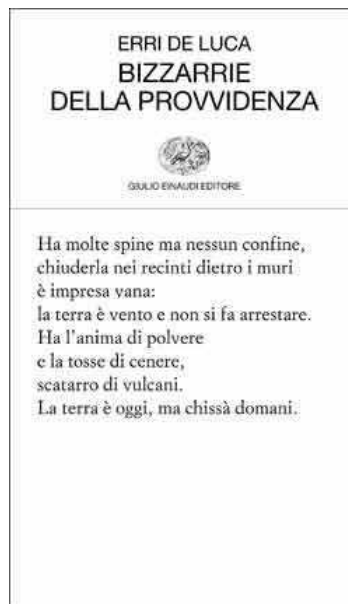 ERRI DE LUCA
BIZZARRIE
DELLA PROVVIDENZA
GIULIO EINAUDI EDITORE
Ha molte spine ma nessun confine,
chiuderla nei recinti dietro i muri
è impresa vana:
la terra è vento e non si fa arrestare.
Ha l'anima di polvere
e la tosse di cenere,
scatarro di vulcani.
La terra è oggi, ma chissà domani.